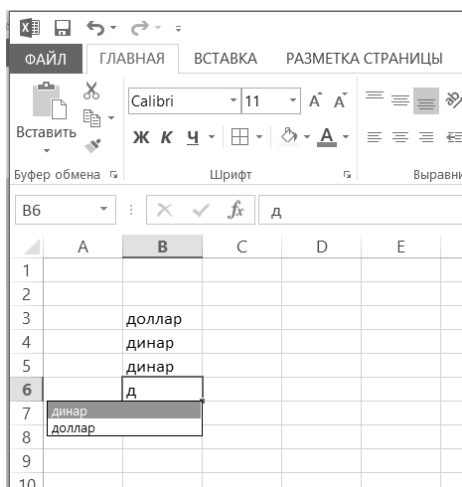 ФАЙЛ ГЛАВНАЯ ВСТАВКА РАЗМЕТКА СТРАНИЦЫ
Calibri 11 A A
Вставить
Ж К Ч A
Буфер обмена Шрифт Выравни
B6 fx д
A B C D E
1
2
3 доллар
4 динар
5 динар
6 д
7 динар
8 доллар
9
10